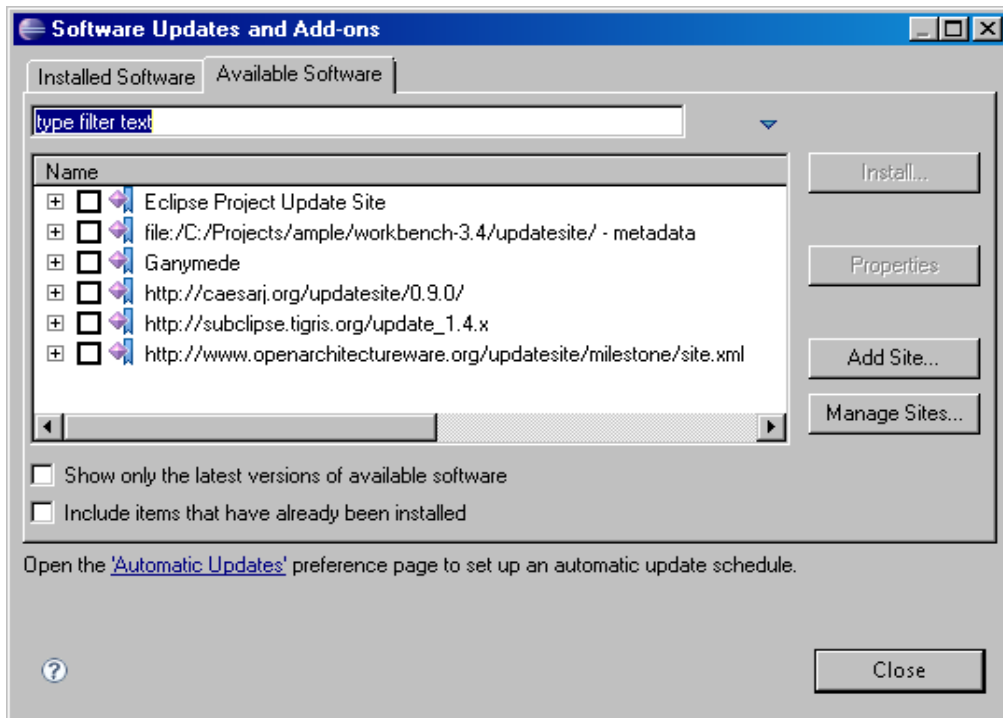 Software Updates and Add-ons
Installed Software
Available Software
type filter text
Name
Eclipse Project Update Site
file:/C:/Projects/ample/workbench-3.4/updatesite/ - metadata
Ganymede
http://caesarj.org/updatesite/0.9.0/
http://subclipse.tigris.org/update_1.4.x
http://www.openarchitectureware.org/updatesite/milestone/site.xml
Install...
Properties
Add Site...
Manage Sites...
Show only the latest versions of available software
Include items that have already been installed
Open the 'Automatic Updates' preference page to set up an automatic update schedule.
?
Close